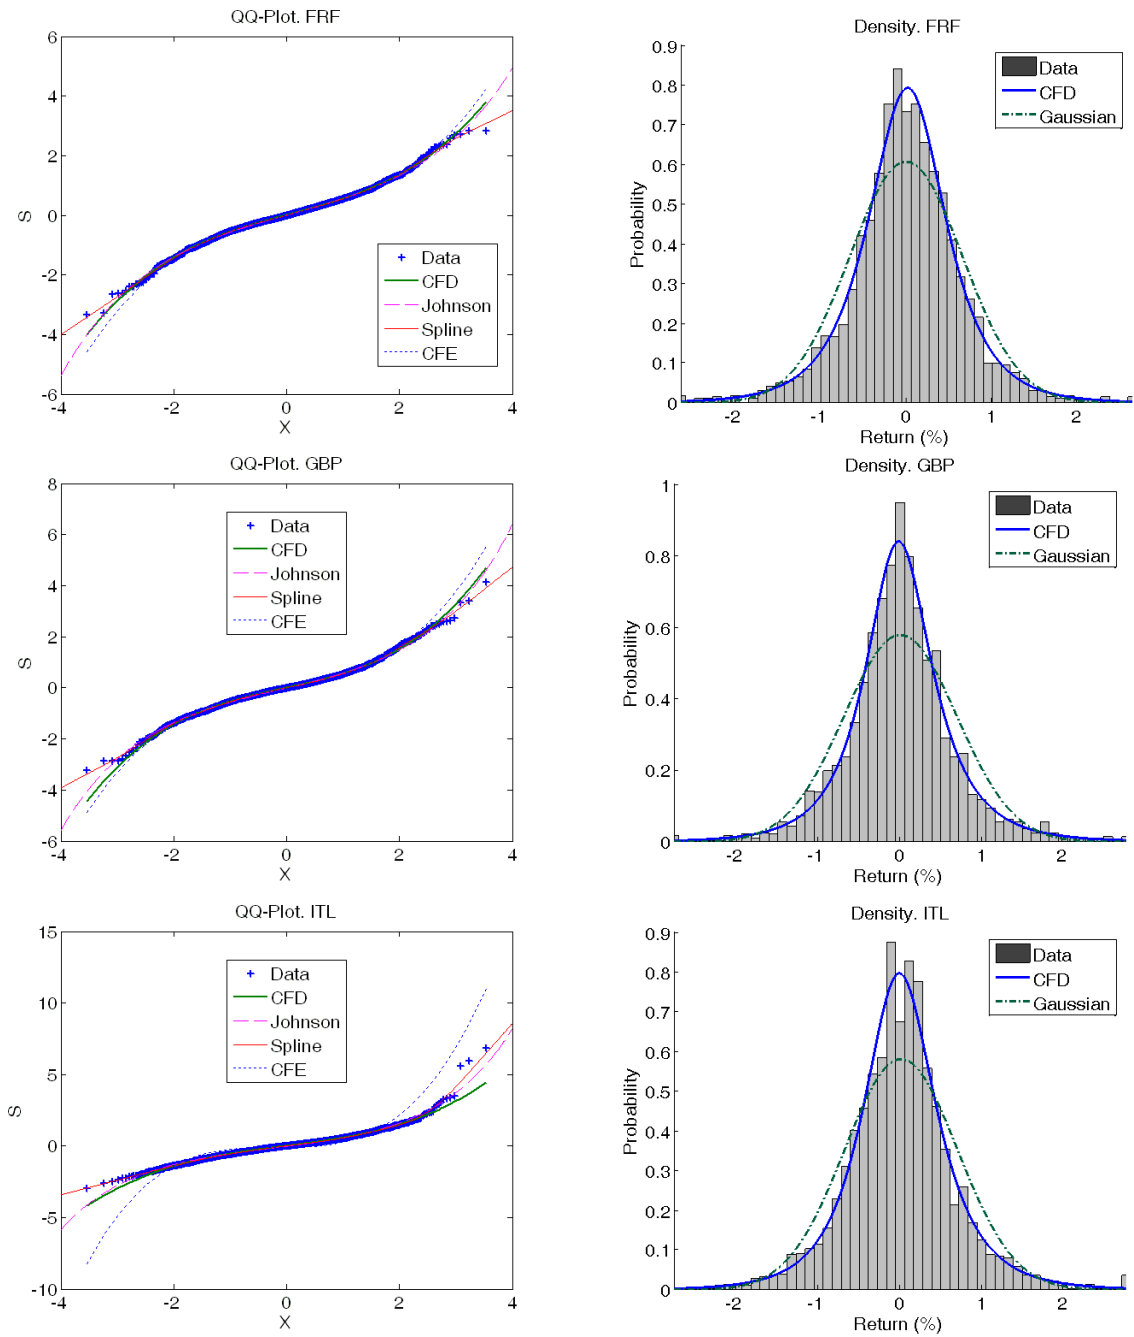 QQ-Plot. FRF
6
4
2
0
-2
-4
-6
S
-4
-2
0
2
4
X
Data
CFD
Johnson
Spline
CFE
Density. FRF
0.9
0.8
0.7
0.6
0.5
0.4
0.3
0.2
0.1
0
Probability
-2
-1
0
1
2
Return (%)
Data
CFD
Gaussian
QQ-Plot. GBP
8
6
4
2
0
-2
-4
-6
S
-4
-2
0
2
4
X
Data
CFD
Johnson
Spline
CFE
Density. GBP
1
0.8
0.6
0.4
0.2
0
Probability
-2
-1
0
1
2
Return (%)
Data
CFD
Gaussian
QQ-Plot. ITL
15
10
5
0
-5
-10
S
-4
-2
0
2
4
X
Data
CFD
Johnson
Spline
CFE
Density. ITL
0.9
0.8
0.7
0.6
0.5
0.4
0.3
0.2
0.1
0
Probability
-2
-1
0
1
2
Return (%)
Data
CFD
Gaussian